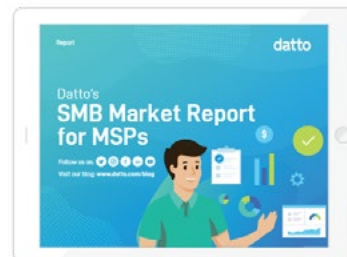 Report
datto
Datto's
SMB Market Report
for MSPs
Follow us on:
Visit our blog: www.datto.com/blog